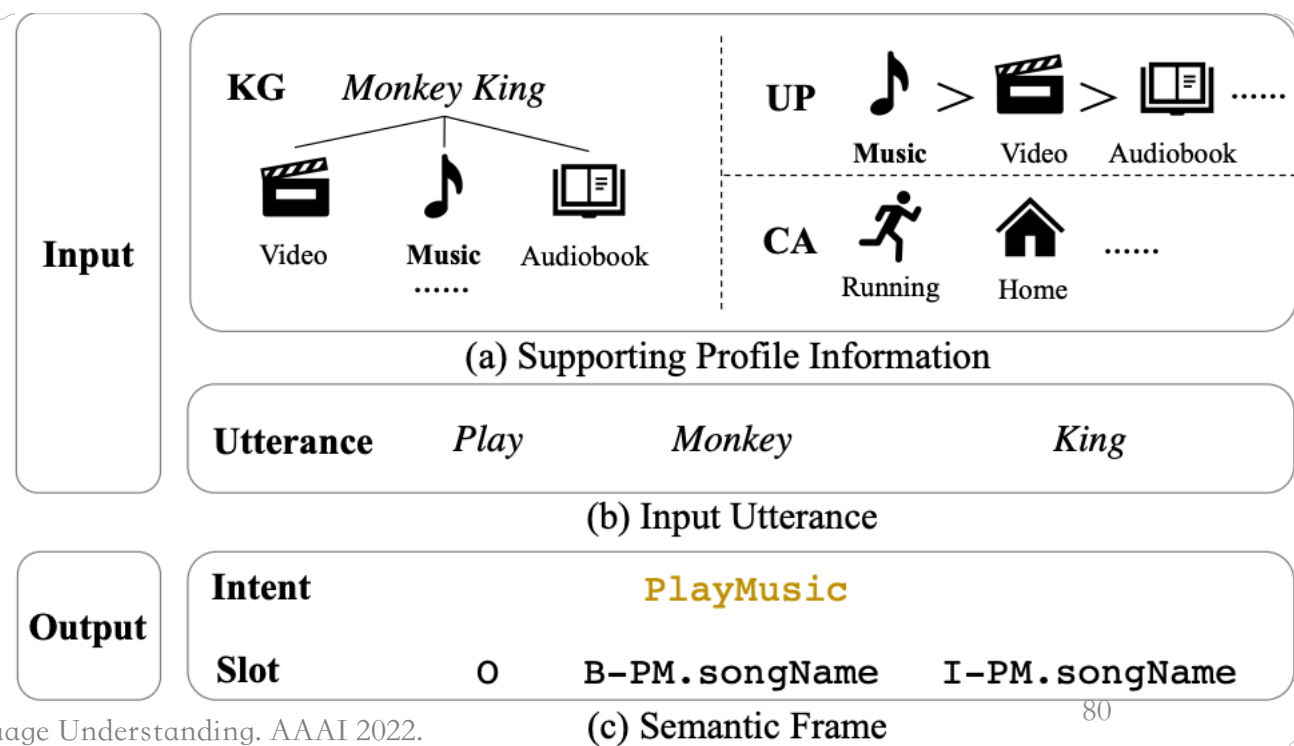 Input
KG Monkey King
Video Music Audiobook
......
UP > > ......
Music Video Audiobook
CA ......
Running Home
(a) Supporting Profile Information
Utterance Play Monkey King
(b) Input Utterance
Output
Intent PlayMusic
Slot O B-PM.songName I-PM.songName
(c) Semantic Frame
80
Understanding. AAAI 2022.